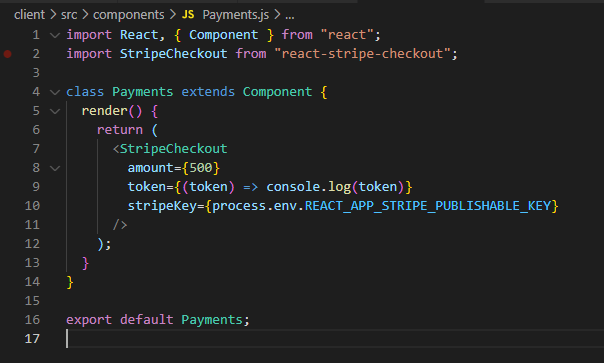 client > src > components > JS Payments.js > ...
1 import React, { Component } from "react";
2 import StripeCheckout from "react-stripe-checkout";
3
4 class Payments extends Component {
5 render() {
6 return (
7 <StripeCheckout
8 amount={500}
9 token={(token) => console.log(token)}
10 stripeKey={process.env.REACT_APP_STRIPE_PUBLISHABLE_KEY}
11 />
12 );
13 }
14 }
15
16 export default Payments;
17